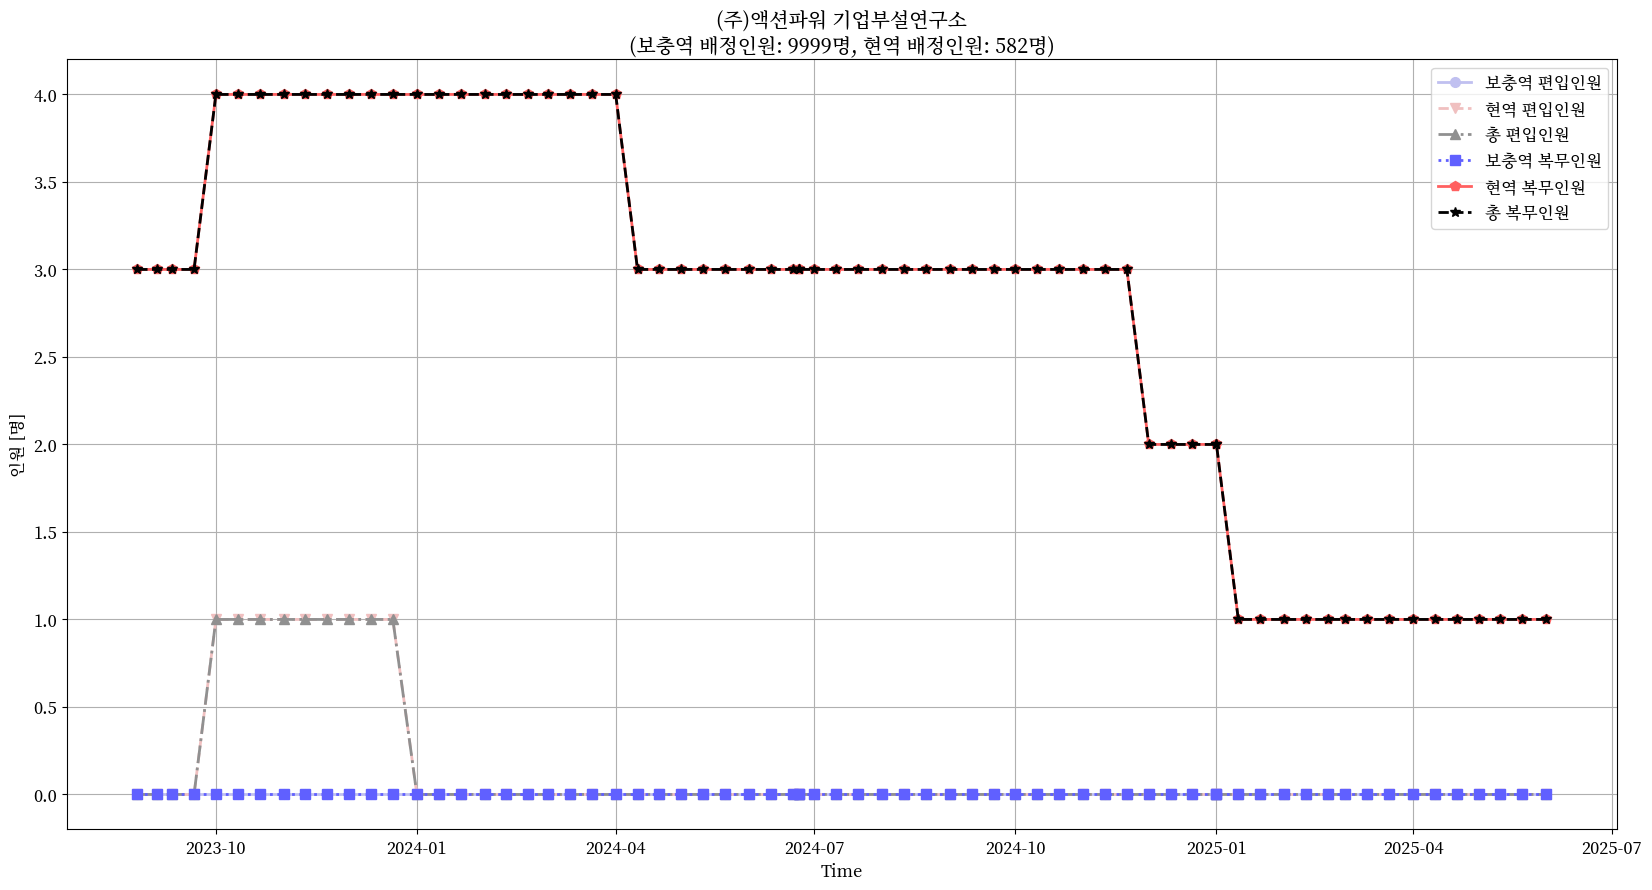 (주)액션파워 기업부설연구소
(보충역 배정인원: 9999명, 현역 배정인원: 582명)
보충역 편입인원
현역 편입인원
총 편입인원
보충역 복무인원
현역 복무인원
총 복무인원
4.0
3.5
3.0
2.5
2.0
1.5
1.0
0.5
0.0
인원 [명]
2023-10 2024-01 2024-04 2024-07 2024-10 2025-01 2025-04 2025-07
Time